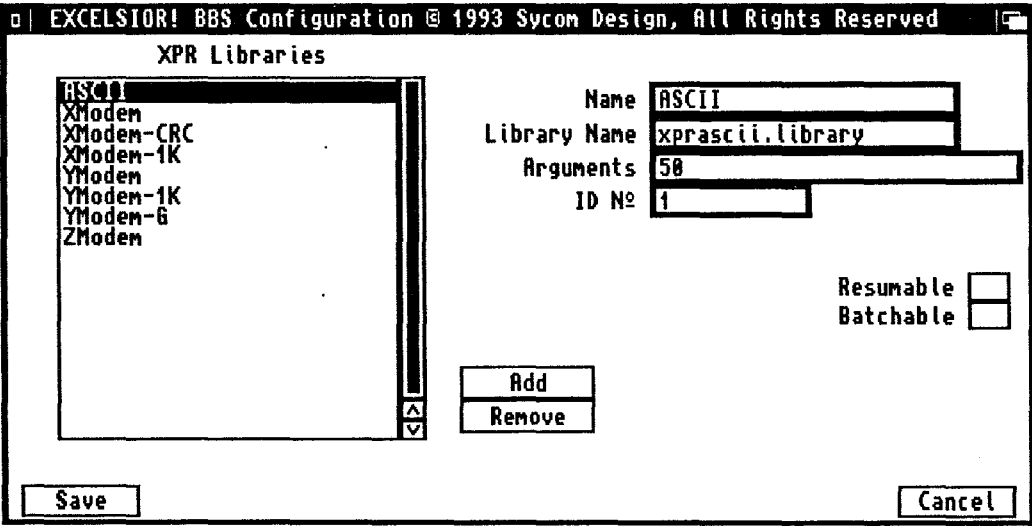 EXCELSIOR! BBS Configuration © 1993 Sycom Design, All Rights Reserved
XPR Libraries
ASCII
XModem
XModem-CRC
XModem-1K
YModem
YModem-1K
YModem-G
ZModem
Name ASCII
Library Name xprascii.library
Arguments 50
ID Nº 1
Resumable
Batchable
Add
Remove
Save
Cancel